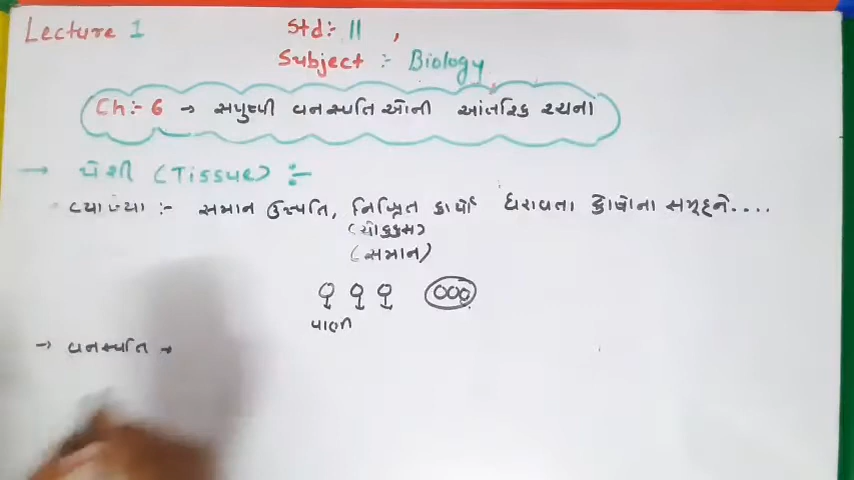 Lecture 1
Std:- 11 ,
Subject :- Biology
Ch:- 6 → સપુષ્પી વનસ્પતિઓની આંતરિક રચના
→ પેશી (Tissue) :-
વ્યાખ્યા :- સમાન ઉત્પતિ, નિશ્ચિત કાર્યો ધરાવતા કોષોના સમૂહને....
(ચોક્કસ)
(સમાન)
પાણી
→ વનસ્પતિ →